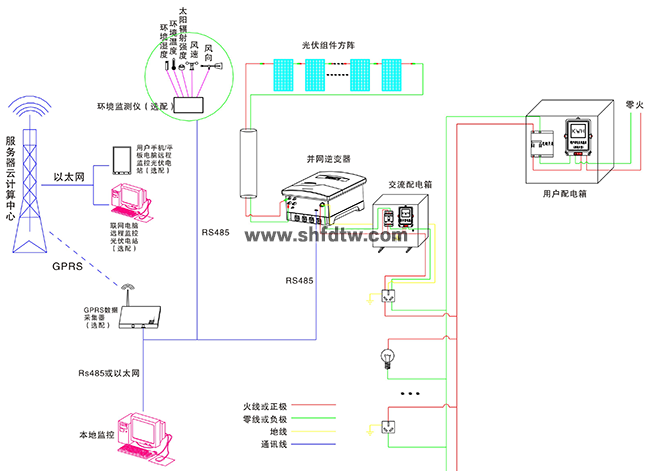 环境湿度
环境温度
太阳辐射强度
风速
风向
环境监测仪（选配）
光伏组件方阵
服务器云计算中心
以太网
用户手机/平
板电脑远程
监控光伏电
站（选配）
联网电脑
远程监控
光伏电站
（选配）
GPRS
GPRS数据
采集器
（选配）
RS485
RS485
并网逆变器
交流配电箱
KWH
零火
用户配电箱
www.shfdtw.com
Rs485或以太网
本地监控
火线或正极
零线或负极
地线
通讯线